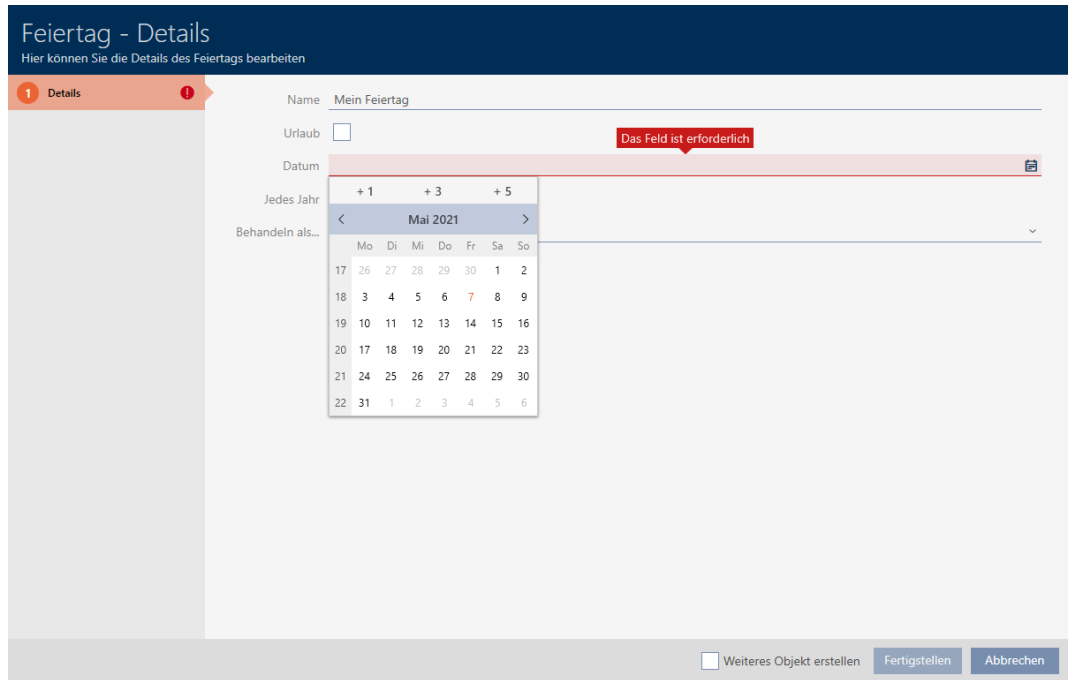 Feiertag - Details
Hier können Sie die Details des Feiertags bearbeiten
1 Details
Name Mein Feiertag
Urlaub
Das Feld ist erforderlich
Datum
Jedes Jahr
Behandeln als...
+ 1 + 3 + 5
< Mai 2021 >
Mo Di Mi Do Fr Sa So
17 26 27 28 29 30 1 2
18 3 4 5 6 7 8 9
19 10 11 12 13 14 15 16
20 17 18 19 20 21 22 23
21 24 25 26 27 28 29 30
22 31 1 2 3 4 5 6
Weiteres Objekt erstellen Fertigstellen Abbrechen